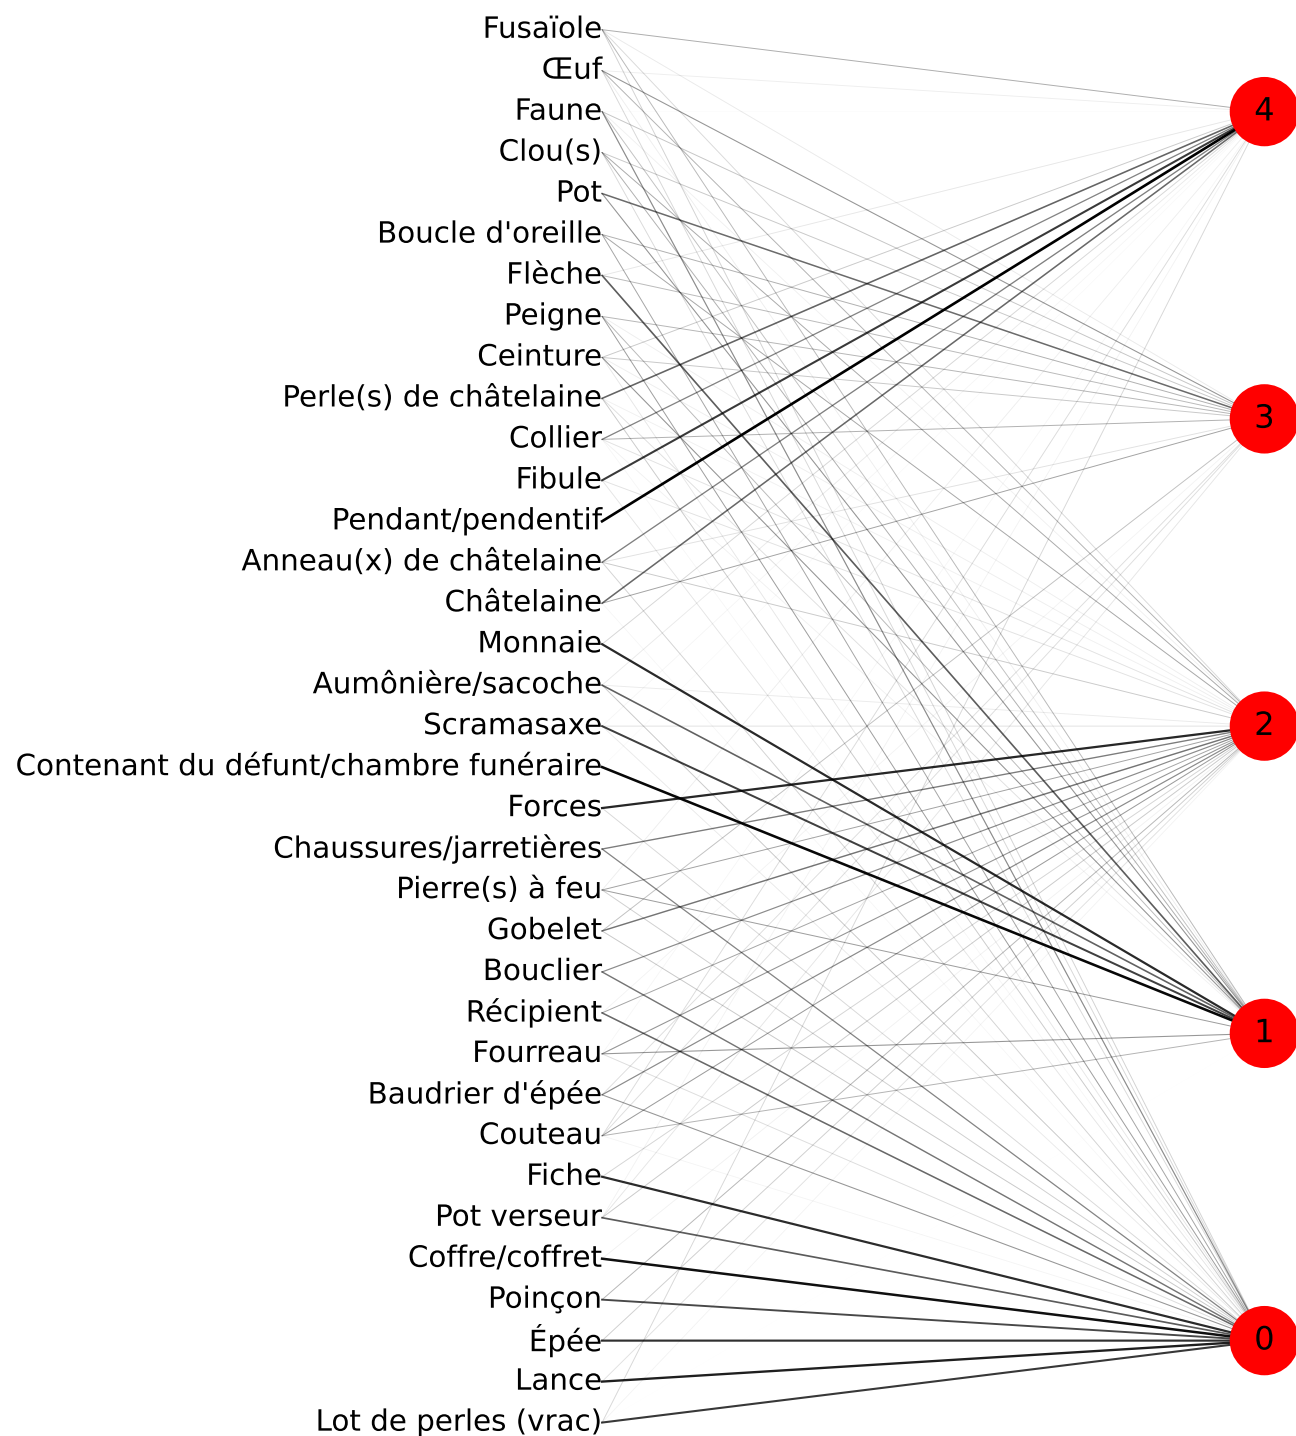 Fusaïole
Œuf
Faune
Clou(s)
Pot
Boucle d'oreille
Flèche
Peigne
Ceinture
Perle(s) de châtelaine
Collier
Fibule
Pendant/pendentif
Anneau(x) de châtelaine
Châtelaine
Monnaie
Aumônière/sacoche
Scramasaxe
Contenant du défunt/chambre funéraire
Forces
Chaussures/jarretières
Pierre(s) à feu
Gobelet
Bouclier
Récipient
Fourreau
Baudrier d'épée
Couteau
Fiche
Pot verseur
Coffre/coffret
Poinçon
Épée
Lance
Lot de perles (vrac)
4
3
2
1
0